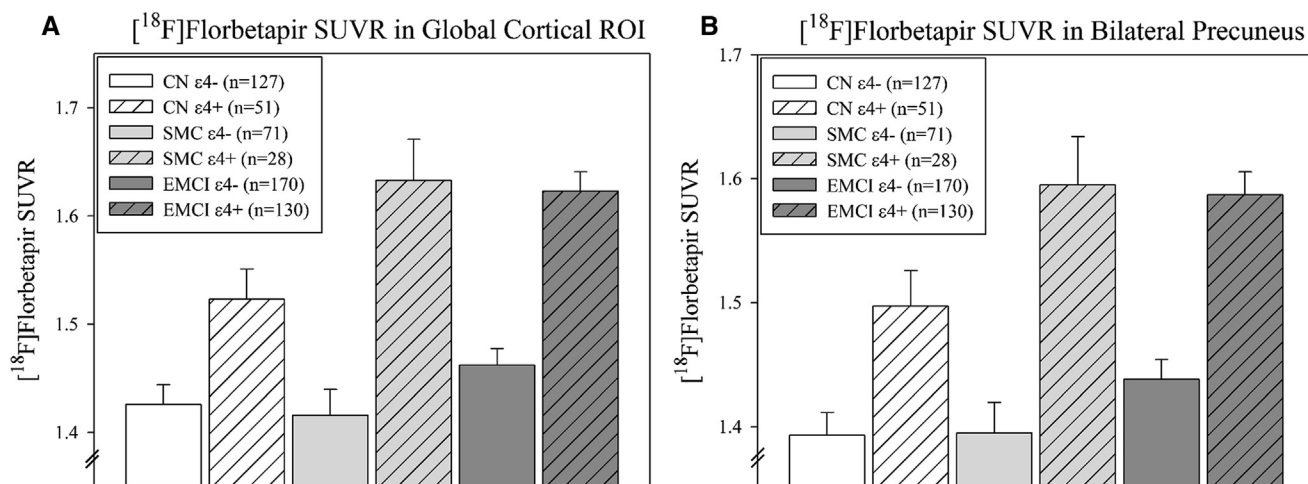 A
[¹⁸F]Florbetapir SUVR in Global Cortical ROI
[¹⁸F]Florbetapir SUVR
1.7
1.6
1.5
1.4
CN ε4- (n=127)
CN ε4+ (n=51)
SMC ε4- (n=71)
SMC ε4+ (n=28)
EMCI ε4- (n=170)
EMCI ε4+ (n=130)
B
[¹⁸F]Florbetapir SUVR in Bilateral Precuneus
[¹⁸F]Florbetapir SUVR
1.7
1.6
1.5
1.4
CN ε4- (n=127)
CN ε4+ (n=51)
SMC ε4- (n=71)
SMC ε4+ (n=28)
EMCI ε4- (n=170)
EMCI ε4+ (n=130)